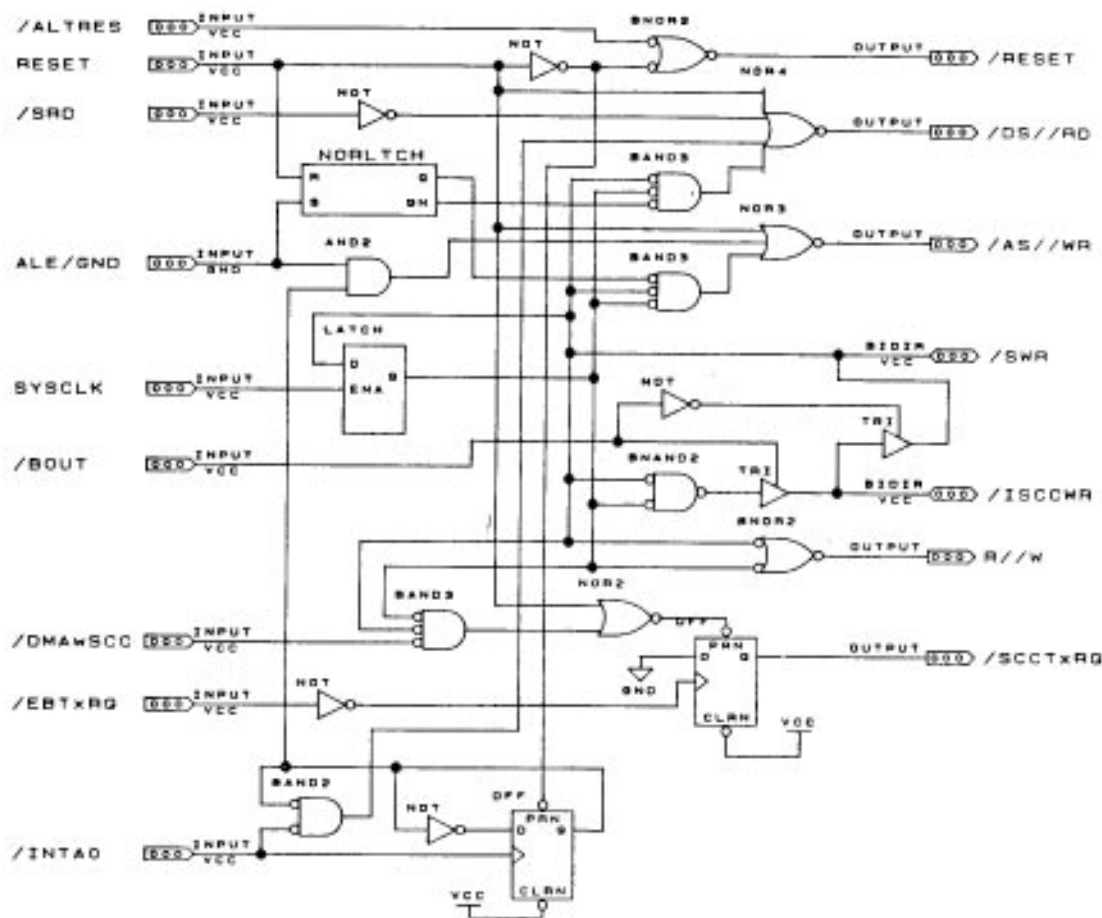 /ALTRES INPUT VCC BNOR2
RESET INPUT VCC NOT OUTPUT /RESET
NOR4
/SRD INPUT VCC NOT OUTPUT /DS//RD
NORLTCH BAND3
R Q
S QN
NOR3
AND2 OUTPUT /AS//WR
ALE/GND INPUT GND BAND3
LATCH
D Q BIDIR VCC /SWR
SYSCLK INPUT VCC ENA NOT
TRI
/BOUT INPUT VCC BNAND2 TRI BIDIR VCC /ISCCWR
BNOR2
OUTPUT R//W
BAND3 NOR2
/DMAWSCC INPUT VCC DFF
PRN
D Q OUTPUT /SCCTxRQ
GND
/EBTxRQ INPUT VCC NOT
CLRN VCC
BAND2 DFF
NOT PRN
D Q
/INTAO INPUT VCC
VCC CLRN